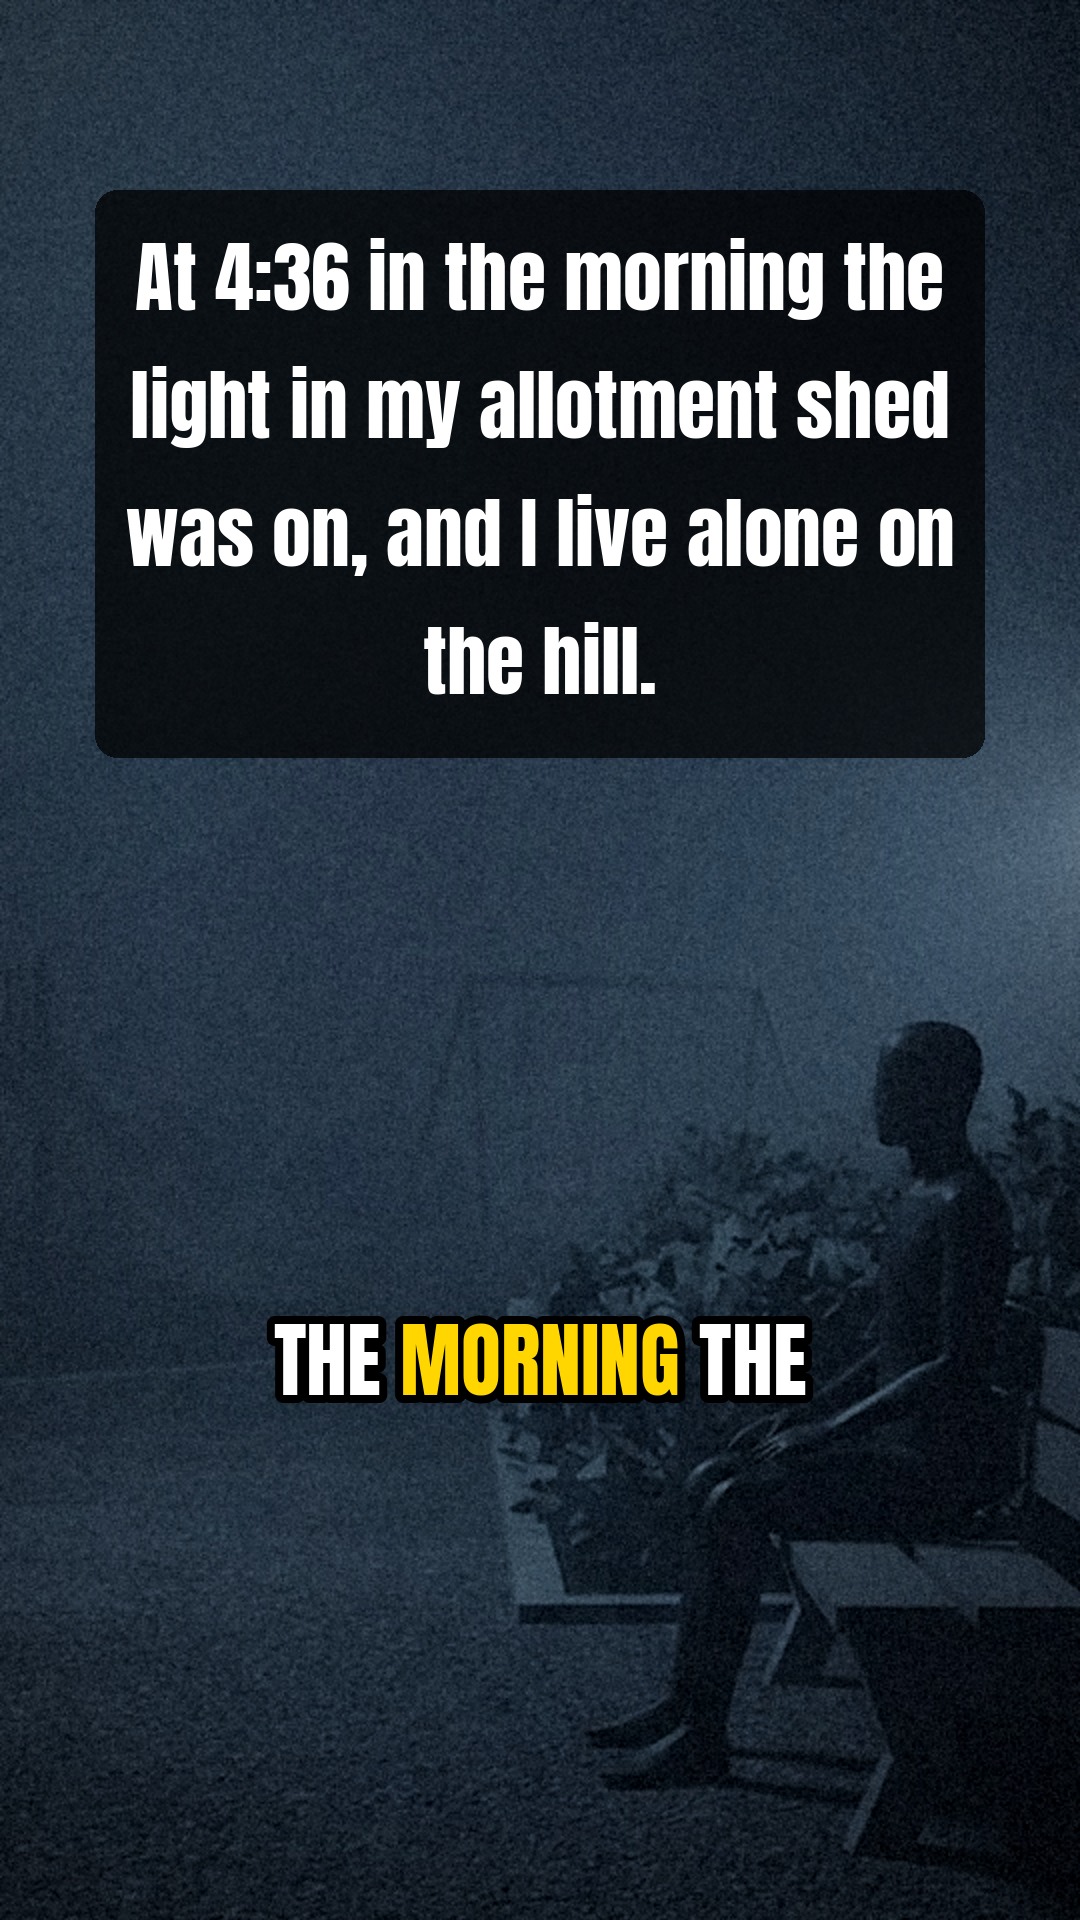 At 4:36 in the morning the
light in my allotment shed
was on, and I live alone on
the hill.
THE MORNING THE